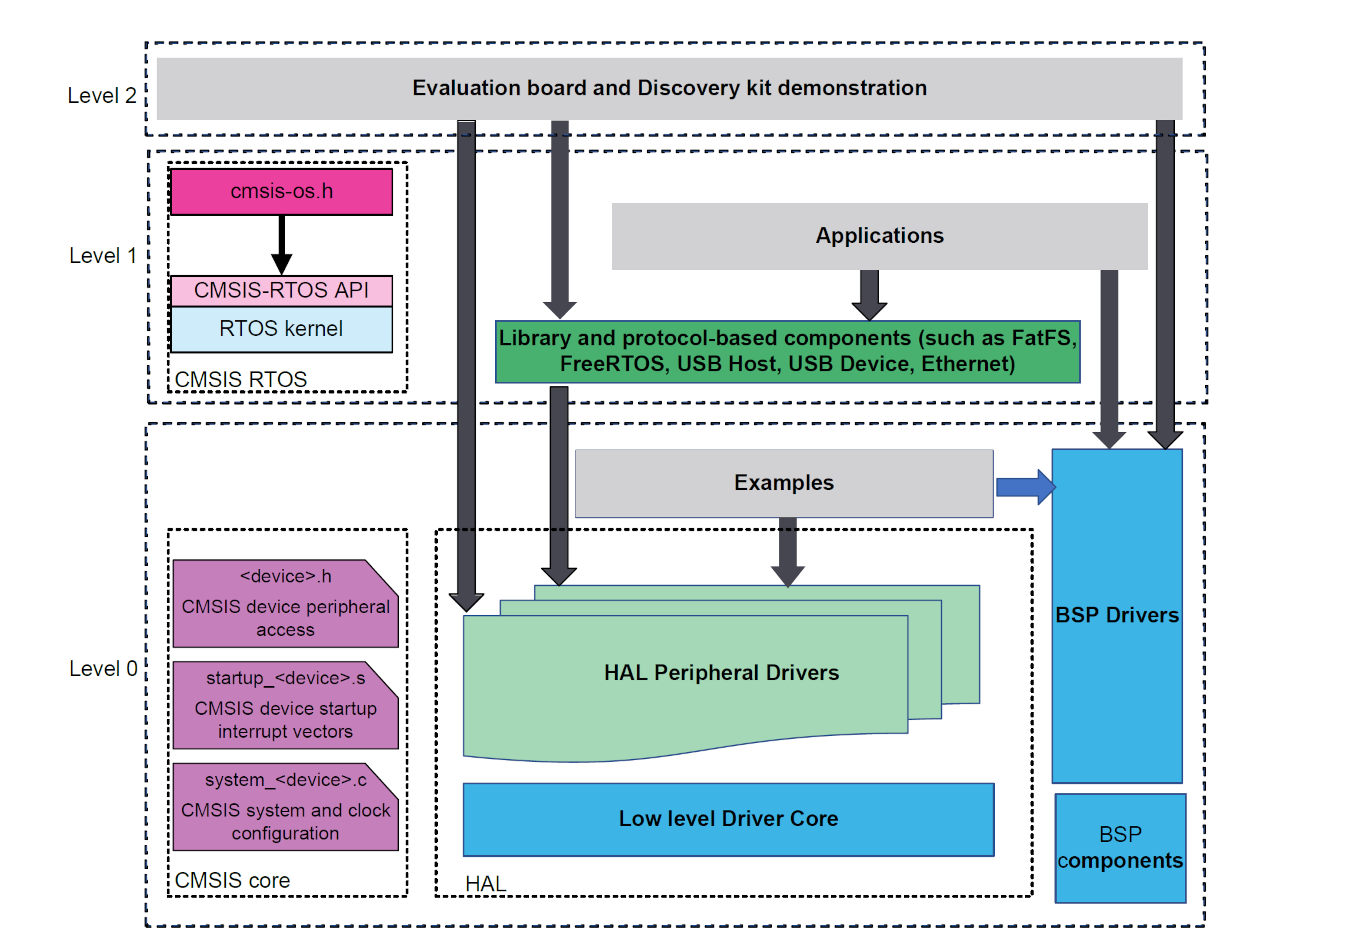 Level 2
Evaluation board and Discovery kit demonstration
Level 1
cmsis-os.h
CMSIS-RTOS API
RTOS kernel
CMSIS RTOS
Applications
Library and protocol-based components (such as FatFS,
FreeRTOS, USB Host, USB Device, Ethernet)
Level 0
Examples
<device>.h
CMSIS device peripheral
access
startup_<device>.s
CMSIS device startup
interrupt vectors
system_<device>.c
CMSIS system and clock
configuration
CMSIS core
HAL Peripheral Drivers
Low level Driver Core
HAL
BSP Drivers
BSP
components